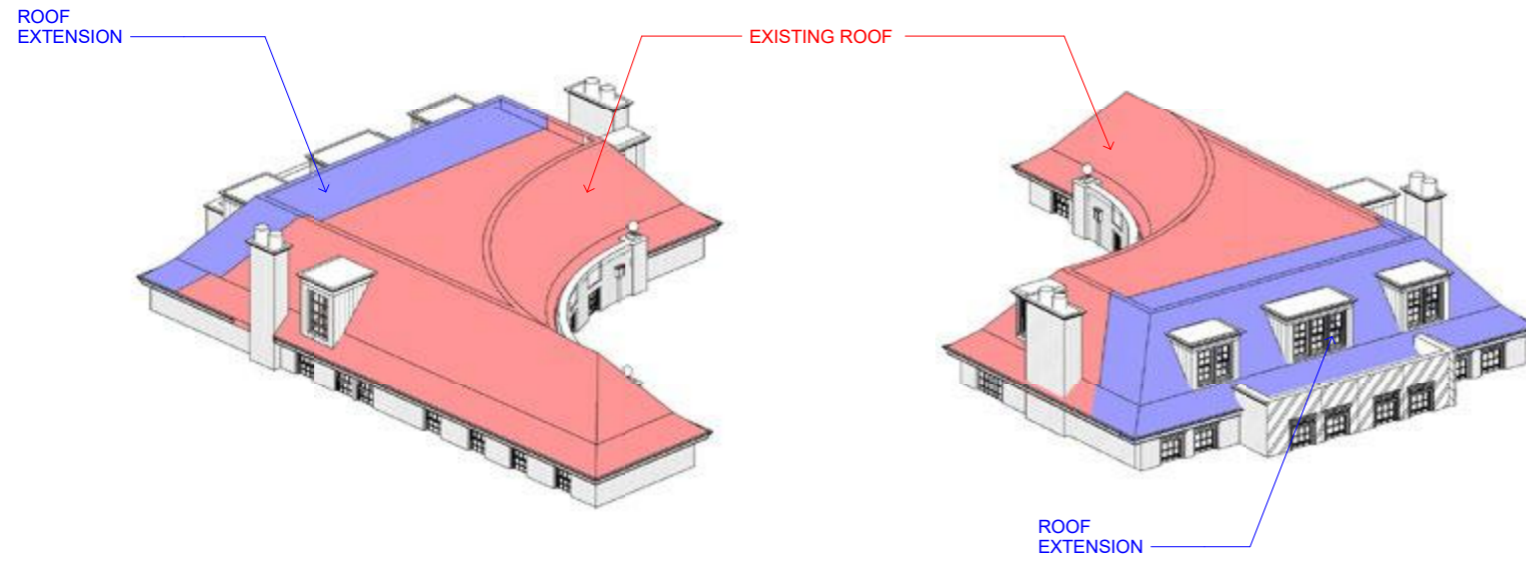 ROOF
EXTENSION
EXISTING ROOF
ROOF
EXTENSION